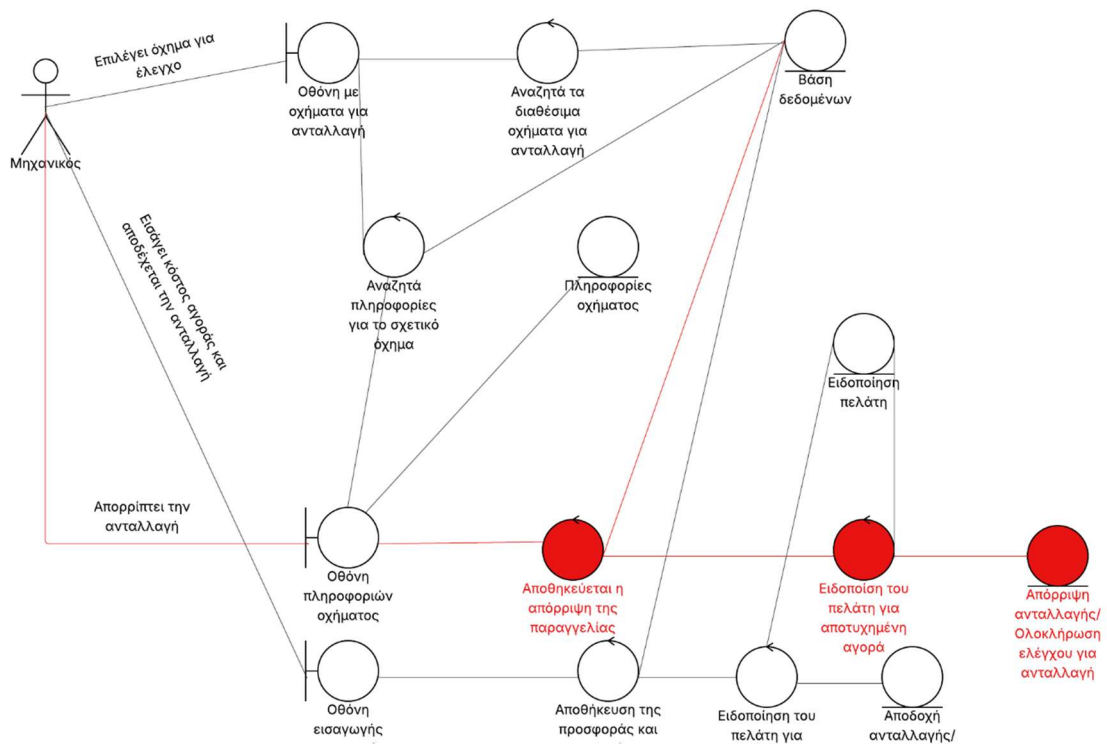 Επιλέγει όχημα για
έλεγχο
Οθόνη με
οχήματα για
ανταλλαγή
Αναζητά τα
διαθέσιμα
οχήματα για
ανταλλαγή
Βάση
δεδομένων
Μηχανικός
Εισάγει κόστος αγοράς και
αποδέχεται την ανταλλαγή
Αναζητά
πληροφορίες
για το σχετικό
όχημα
Πληροφορίες
οχήματος
Ειδοποίηση
πελάτη
Απορρίπτει την
ανταλλαγή
Οθόνη
πληροφοριών
οχήματος
Αποθηκεύεται η
απόρριψη της
παραγγελίας
Ειδοποίση του
πελάτη για
αποτυχημένη
αγορά
Απόρριψη
ανταλλαγής/
Ολοκλήρωση
ελέγχου για
ανταλλαγή
Οθόνη
εισαγωγής
Αποθήκευση της
προσφοράς και
Ειδοποίηση του
πελάτη για
Αποδοχή
ανταλλαγής/